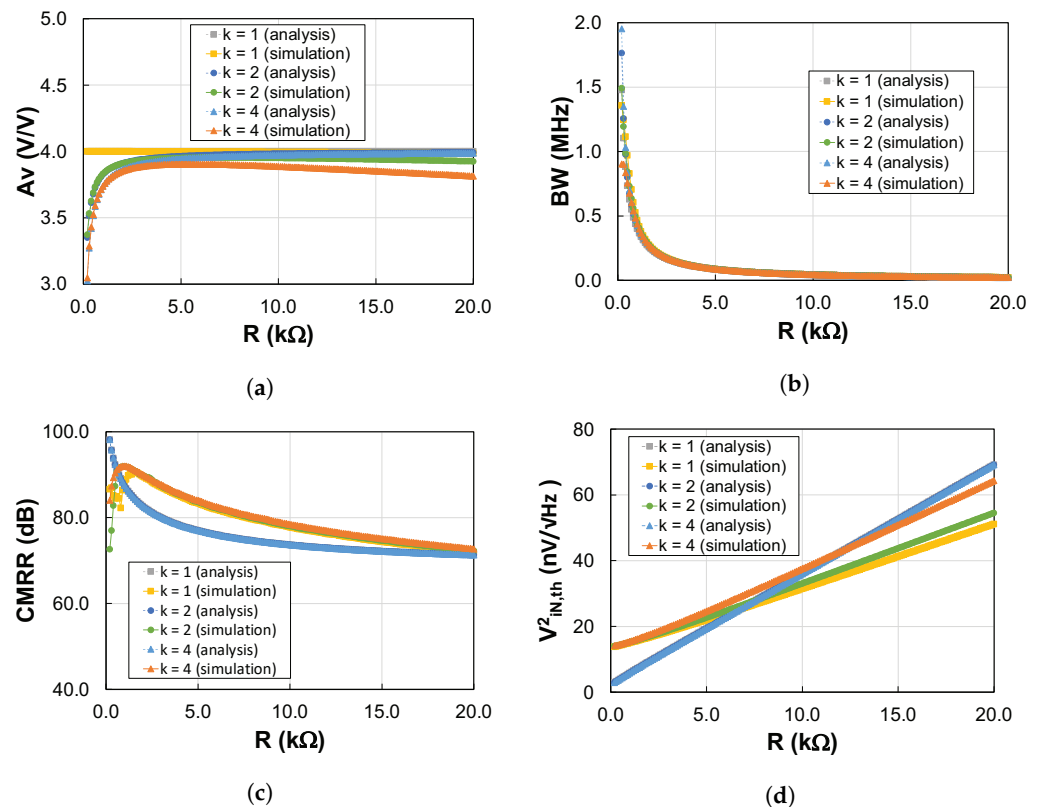 5.0
4.5
4.0
3.5
3.0
Av (V/V)
k = 1 (analysis)
k = 1 (simulation)
k = 2 (analysis)
k = 2 (simulation)
k = 4 (analysis)
k = 4 (simulation)
0.0 5.0 10.0 15.0 20.0
R (kΩ)
(a)
2.0
1.5
1.0
0.5
0.0
BW (MHz)
k = 1 (analysis)
k = 1 (simulation)
k = 2 (analysis)
k = 2 (simulation)
k = 4 (analysis)
k = 4 (simulation)
0.0 5.0 10.0 15.0 20.0
R (kΩ)
(b)
100.0
80.0
60.0
40.0
CMRR (dB)
k = 1 (analysis)
k = 1 (simulation)
k = 2 (analysis)
k = 2 (simulation)
k = 4 (analysis)
k = 4 (simulation)
0.0 5.0 10.0 15.0 20.0
R (kΩ)
(c)
80
60
40
20
0
V²iN,th (nV/√Hz)
k = 1 (analysis)
k = 1 (simulation)
k = 2 (analysis)
k = 2 (simulation)
k = 4 (analysis)
k = 4 (simulation)
0.0 5.0 10.0 15.0 20.0
R (kΩ)
(d)